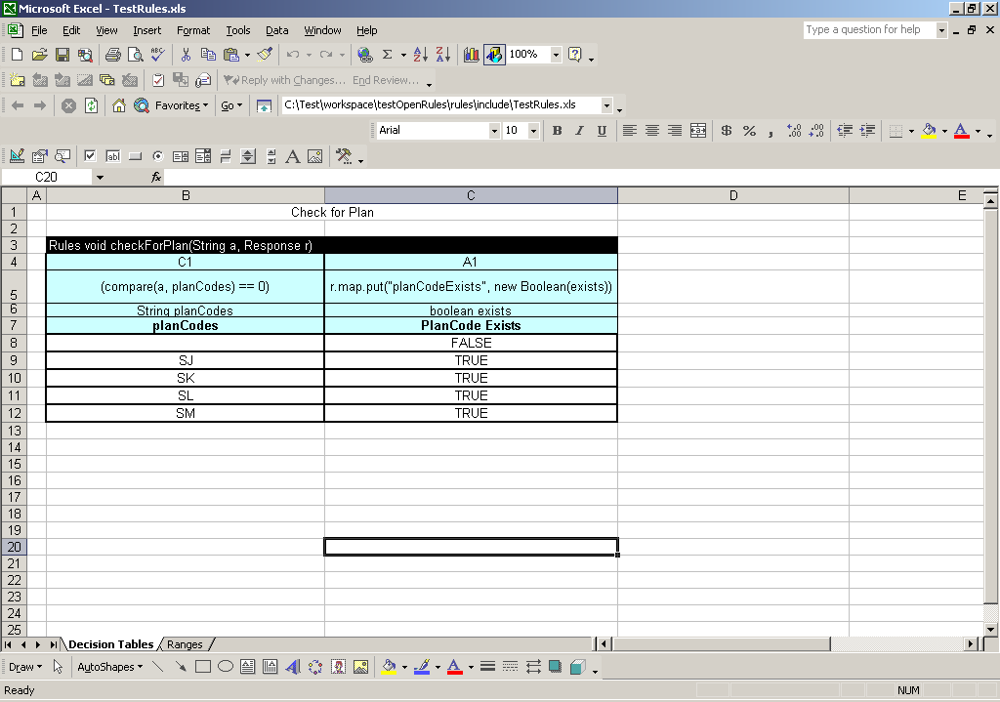 Microsoft Excel - TestRules.xls
File Edit View Insert Format Tools Data Window Help Type a question for help
100%
Reply with Changes... End Review...
Favorites Go C:\Test\workspace\testOpenRules\rules\include\TestRules.xls
Arial 10 B I U $ % ,
ab| A
C20 fx
A B C D E
1 Check for Plan
2
3 Rules void checkForPlan(String a, Response r)
4 C1 A1
5 (compare(a, planCodes) == 0) r.map.put("planCodeExists", new Boolean(exists))
6 String planCodes boolean exists
7 planCodes PlanCode Exists
8 FALSE
9 SJ TRUE
10 SK TRUE
11 SL TRUE
12 SM TRUE
13
14
15
16
17
18
19
20
21
22
23
24
25
Decision Tables Ranges
Draw AutoShapes
Ready NUM